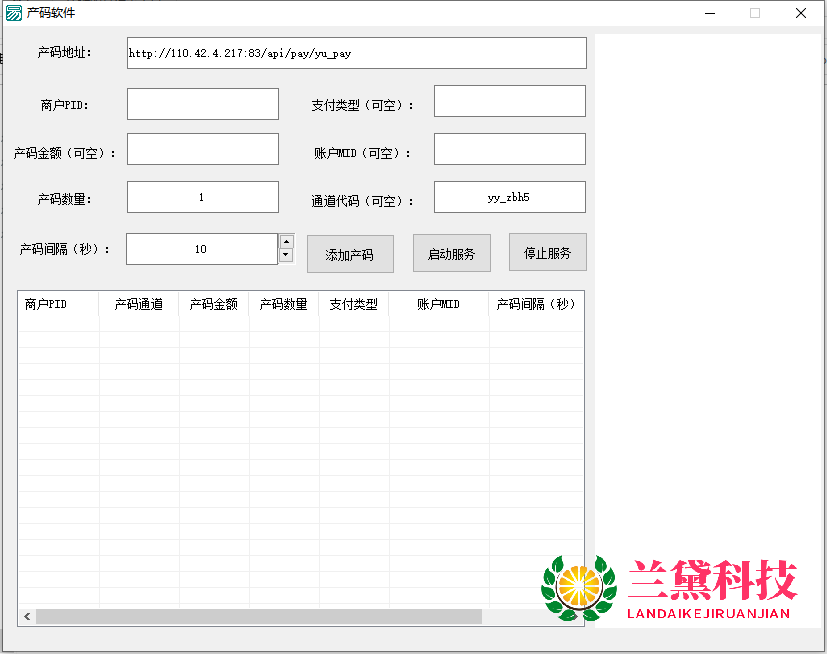 产码软件
产码地址： http://110.42.4.217:83/api/pay/yu_pay
商户PID： 支付类型（可空）：
产码金额（可空）： 账户MID（可空）：
产码数量： 1 通道代码（可空）： yy_zbh5
产码间隔（秒）： 10 添加产码 启动服务 停止服务
商户PID 产码通道 产码金额 产码数量 支付类型 账户MID 产码间隔（秒）
兰黛科技
LANDAIKEJIRUANJIAN